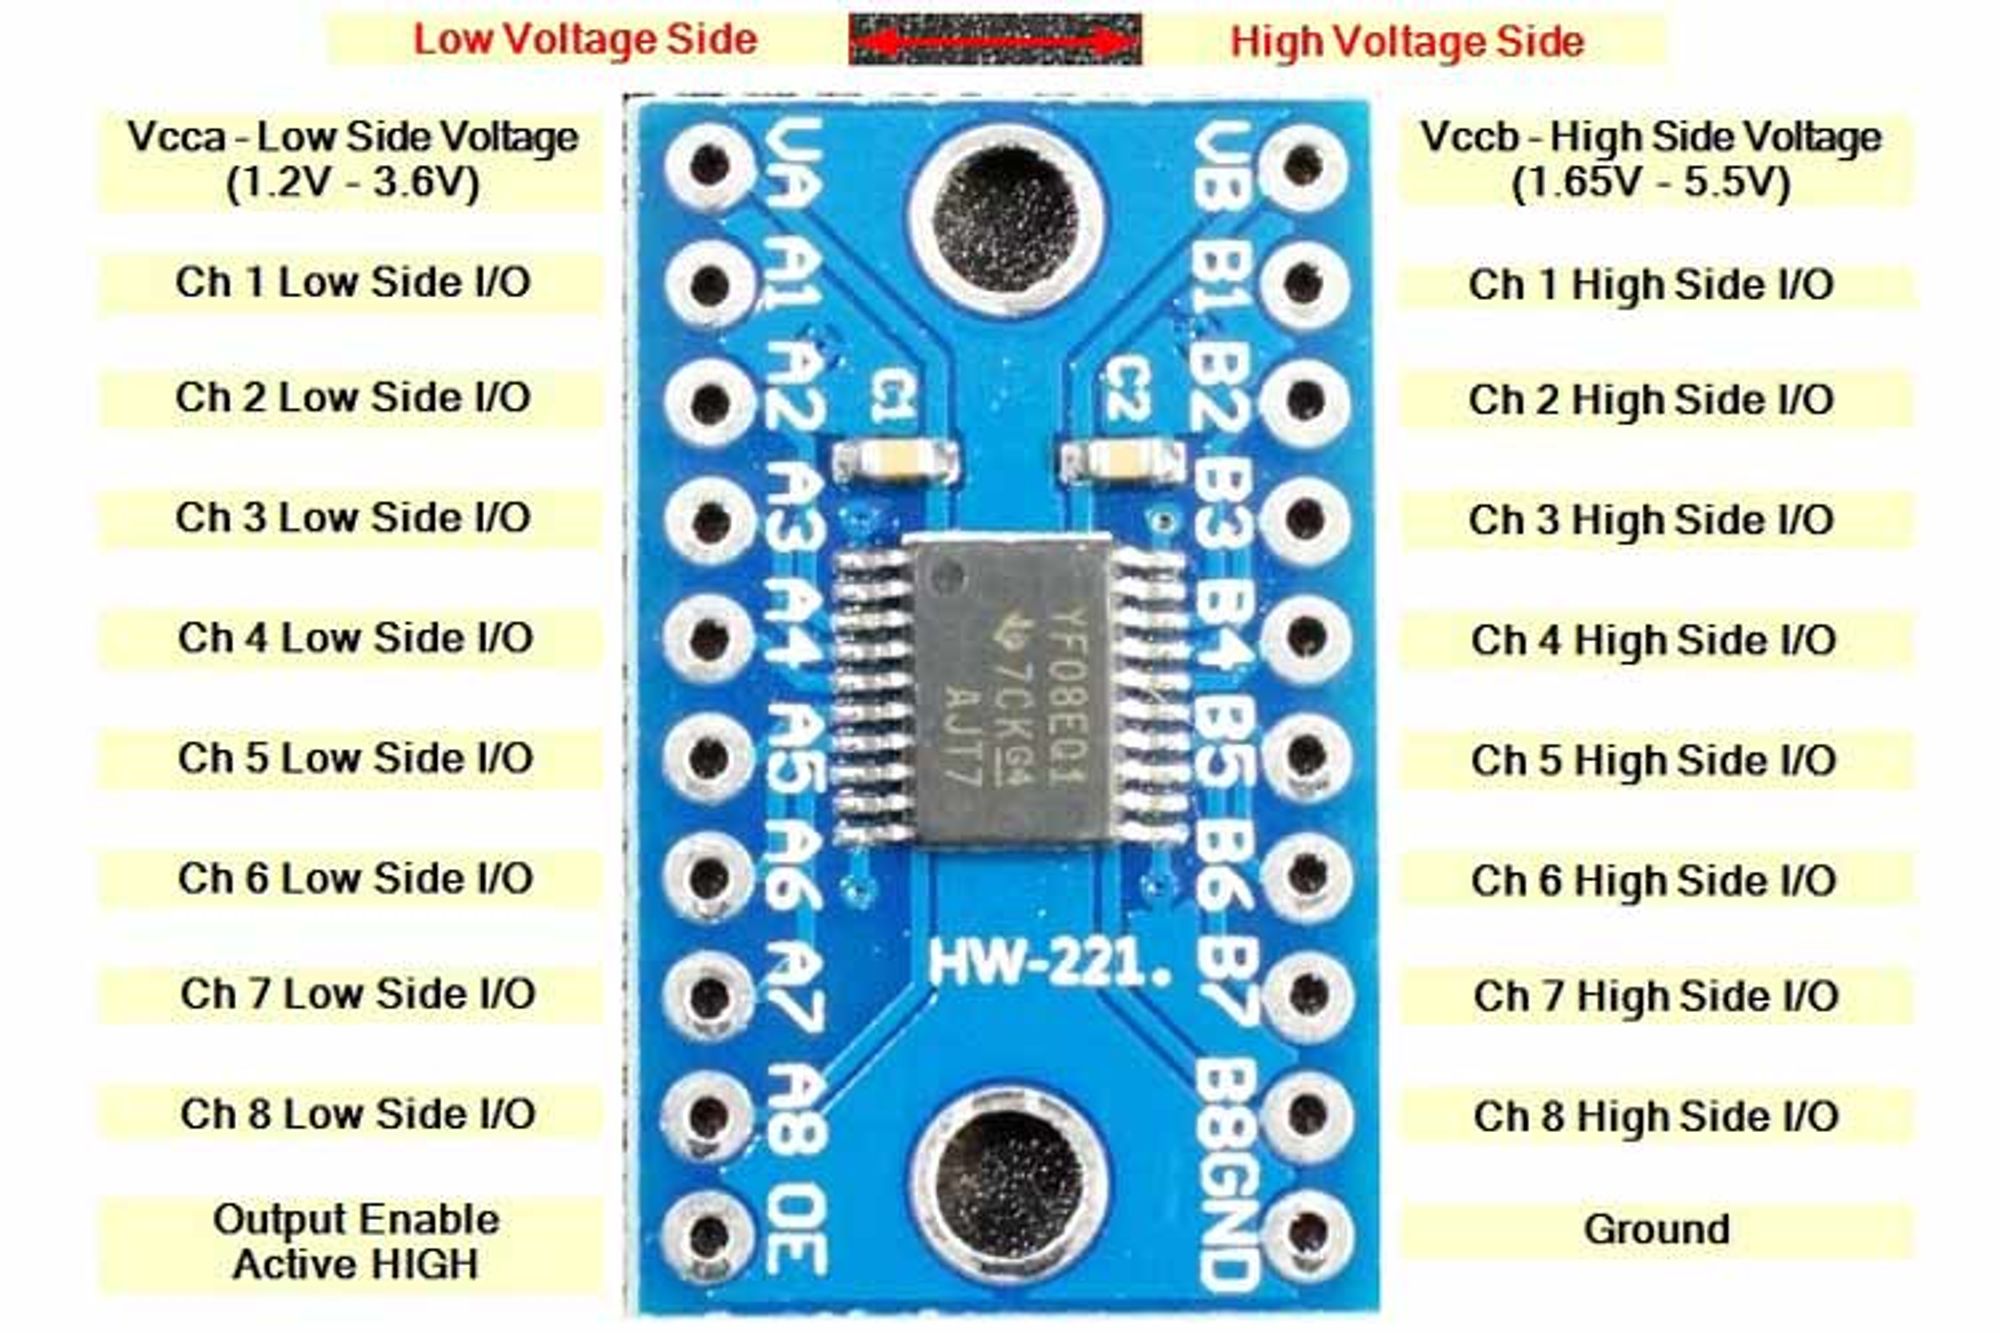 Low Voltage Side
High Voltage Side
Vcca - Low Side Voltage
(1.2V - 3.6V)
Vccb - High Side Voltage
(1.65V - 5.5V)
Ch 1 Low Side I/O
Ch 1 High Side I/O
Ch 2 Low Side I/O
Ch 2 High Side I/O
Ch 3 Low Side I/O
Ch 3 High Side I/O
Ch 4 Low Side I/O
Ch 4 High Side I/O
Ch 5 Low Side I/O
Ch 5 High Side I/O
Ch 6 Low Side I/O
Ch 6 High Side I/O
Ch 7 Low Side I/O
Ch 7 High Side I/O
Ch 8 Low Side I/O
Ch 8 High Side I/O
Output Enable
Active HIGH
Ground
VA
A1
A2
A3
A4
A5
A6
A7
A8
OE
VB
B1
B2
B3
B4
B5
B6
B7
B8
GND
C1
C2
YF08EQ1
7CKG4
AJT7
HW-221.